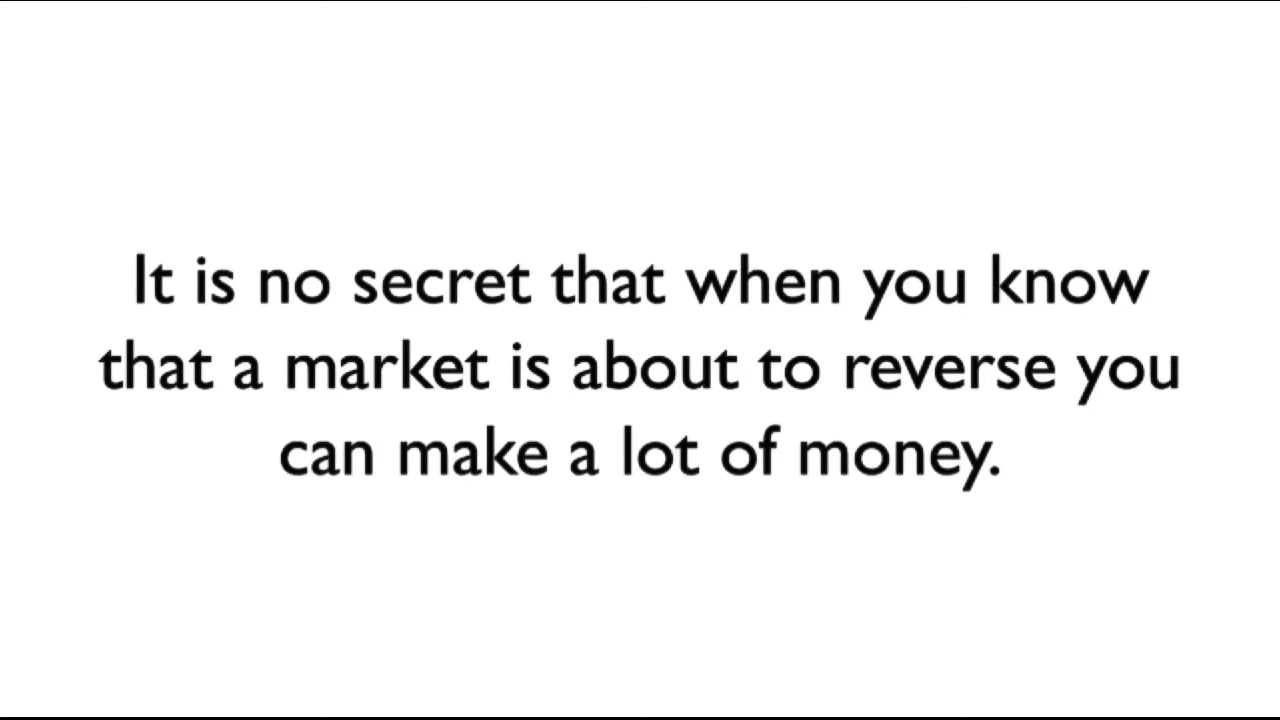 It is no secret that when you know
that a market is about to reverse you
can make a lot of money.